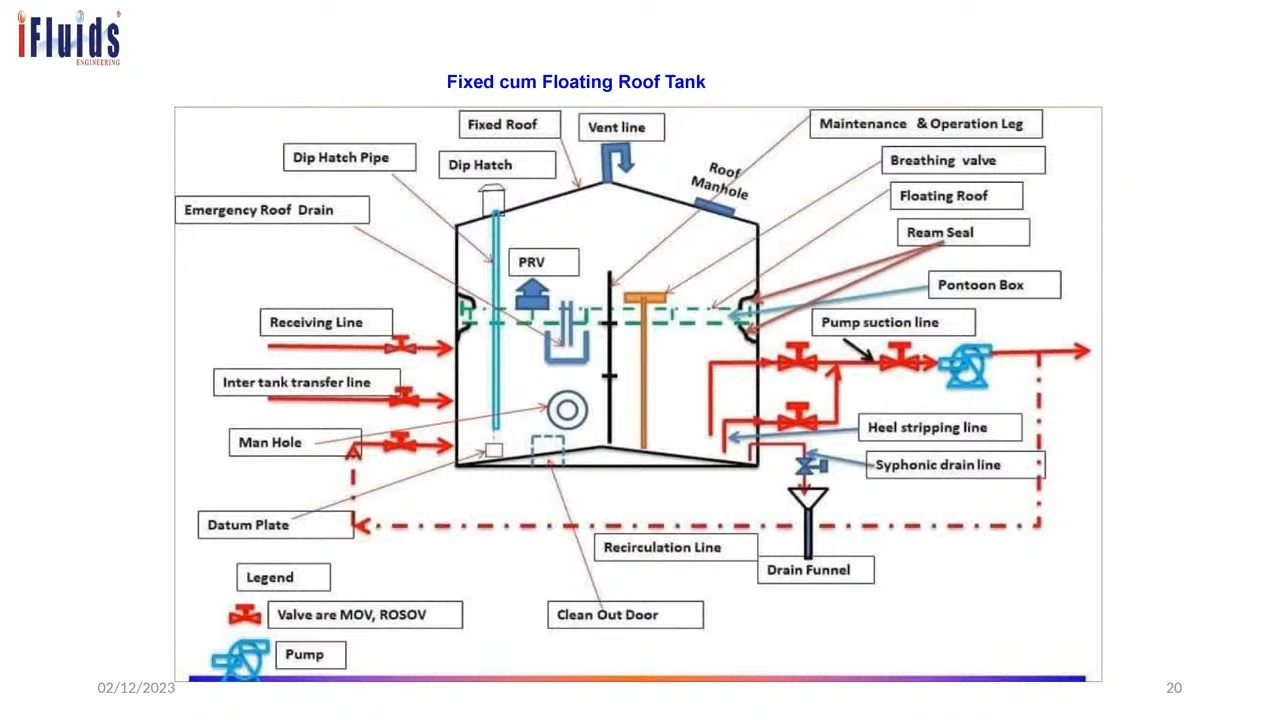 iFluids
ENGINEERING
Fixed cum Floating Roof Tank
Fixed Roof
Vent line
Maintenance & Operation Leg
Dip Hatch Pipe
Dip Hatch
Roof
Manhole
Breathing valve
Emergency Roof Drain
Floating Roof
Ream Seal
PRV
Pontoon Box
Receiving Line
Pump suction line
Inter tank transfer line
Man Hole
Heel stripping line
Syphonic drain line
Datum Plate
Recirculation Line
Drain Funnel
Legend
Valve are MOV, ROSOV
Clean Out Door
Pump
02/12/2023
20